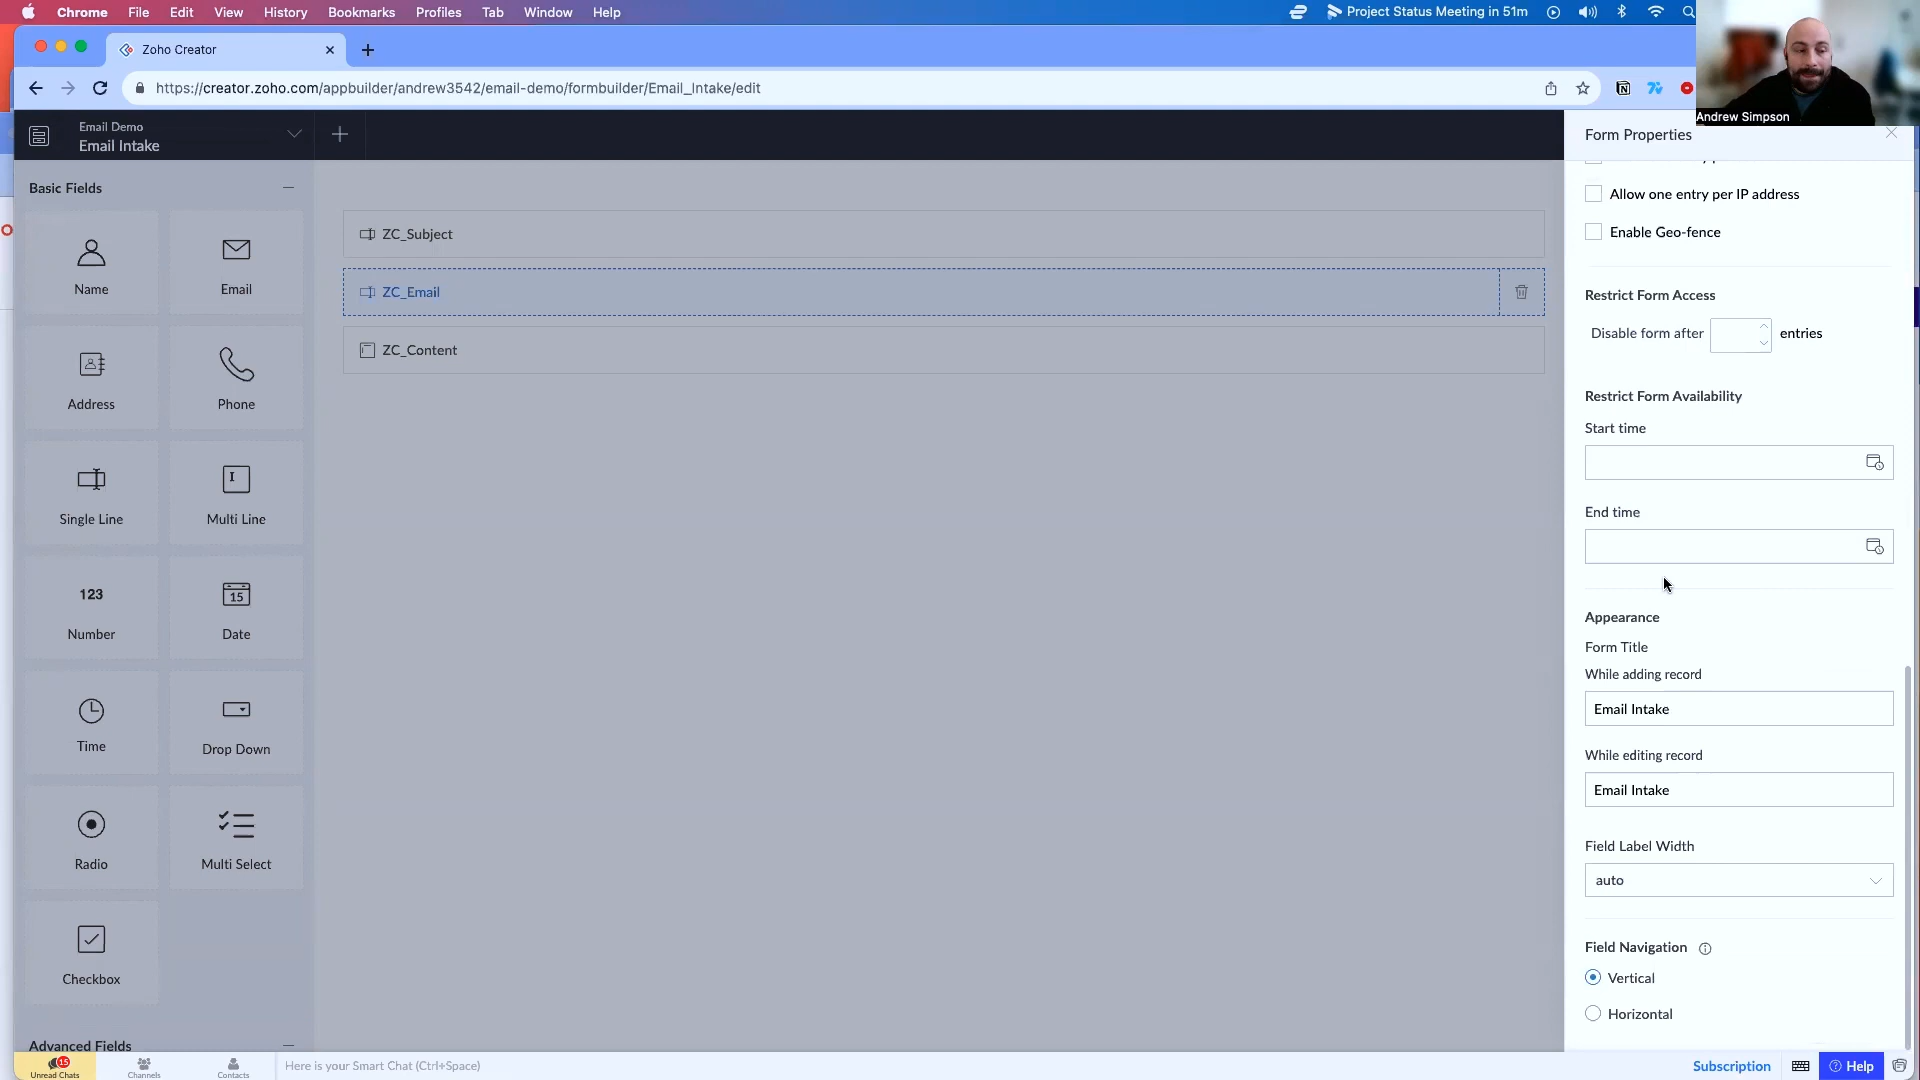 Chrome File Edit View History Bookmarks Profiles Tab Window Help
Project Status Meeting in 51m
Zoho Creator
https://creator.zoho.com/appbuilder/andrew3542/email-demo/formbuilder/Email_Intake/edit
Andrew Simpson
Email Demo
Email Intake
Basic Fields
Name
Email
Address
Phone
Single Line
Multi Line
123
Number
15
Date
Time
Drop Down
Radio
Multi Select
Checkbox
Advanced Fields
ZC_Subject
ZC_Email
ZC_Content
Form Properties
Allow one entry per IP address
Enable Geo-fence
Restrict Form Access
Disable form after entries
Restrict Form Availability
Start time
End time
Appearance
Form Title
While adding record
Email Intake
While editing record
Email Intake
Field Label Width
auto
Field Navigation
Vertical
Horizontal
15
Unread Chats
Channels
Contacts
Here is your Smart Chat (Ctrl+Space)
Subscription
Help